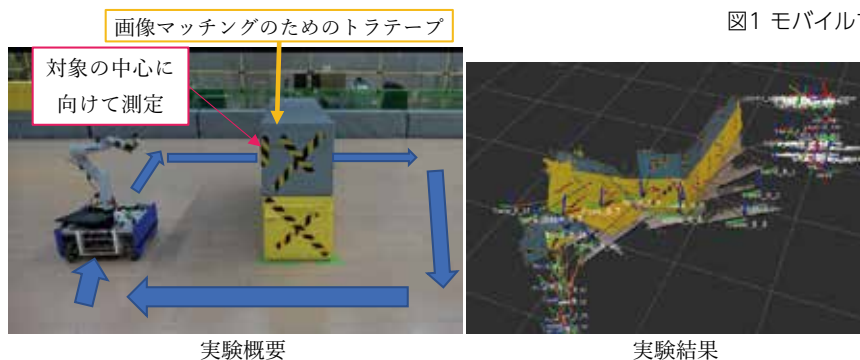 図1 モバイルマ
画像マッチングのためのトラテープ
対象の中心に
向けて測定
実験概要
実験結果